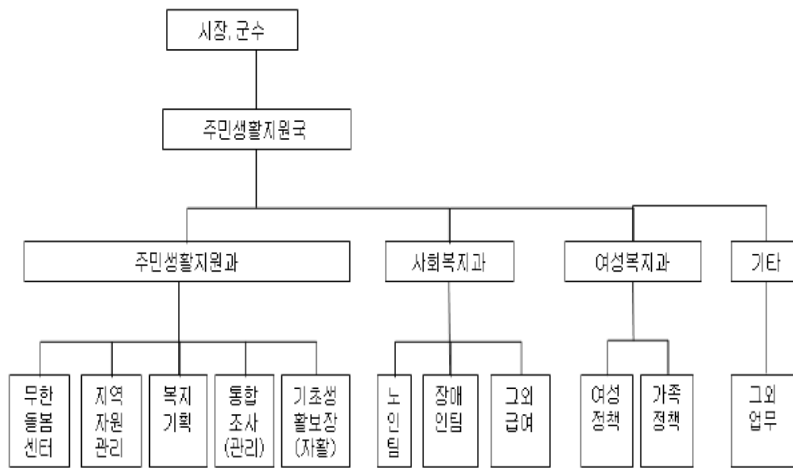 시장, 군수
주민생활지원국
주민생활지원과
사회복지과
여성복지과
기타
무한
돌봄
센터
지역
자원
관리
복지
기획
통합
조사
(관리)
기초생
활보장
(자활)
노
인
팀
장애
인팀
그외
급여
여성
정책
가족
정책
그외
업무